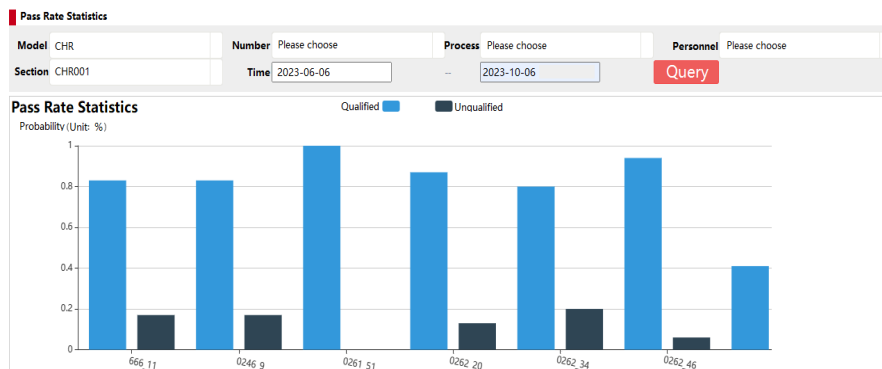 Pass Rate Statistics
Model CHR Number Please choose Process Please choose Personnel Please choose
Section CHR001 Time 2023-06-06 – 2023-10-06 Query
Pass Rate Statistics Qualified Unqualified
Probability(Unit: %)
1
0.8
0.6
0.4
0.2
0
666_11 0246_9 0261_51 0262_20 0262_34 0262_46